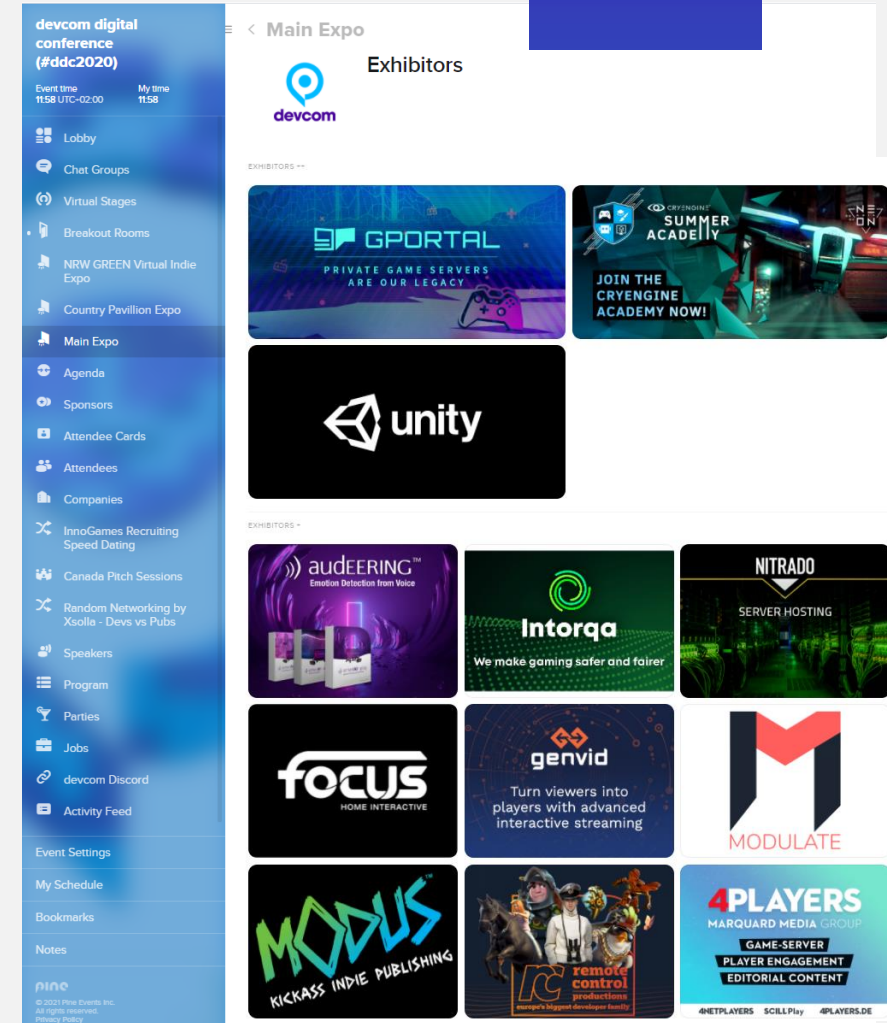 devcom digital
conference
(#ddc2020)
Event time
11:58 UTC-02:00
My time
11:58
Lobby
Chat Groups
Virtual Stages
Breakout Rooms
NRW GREEN Virtual Indie
Expo
Country Pavillion Expo
Main Expo
Agenda
Sponsors
Attendee Cards
Attendees
Companies
InnoGames Recruiting
Speed Dating
Canada Pitch Sessions
Random Networking by
Xsolla - Devs vs Pubs
Speakers
Program
Parties
Jobs
devcom Discord
Activity Feed
Event Settings
My Schedule
Bookmarks
Notes
pine
© 2021 Pine Events Inc.
All rights reserved.
Privacy Policy
Main Expo
devcom
Exhibitors
EXHIBITORS ++
GPORTAL
PRIVATE GAME SERVERS
ARE OUR LEGACY
CRYENGINE
SUMMER
ACADEMY
JOIN THE
CRYENGINE
ACADEMY NOW!
NEON
unity
EXHIBITORS +
audEERING™
Emotion Detection from Voice
Intorqa
We make gaming safer and fairer
NITRADO
SERVER HOSTING
focus
HOME INTERACTIVE
genvid
Turn viewers into
players with advanced
interactive streaming
MODULATE
MODUS™
KICKASS INDIE PUBLISHING
rc remote
control
productions
europe's biggest developer family
4PLAYERS
MARQUARD MEDIA GROUP
GAME-SERVER
PLAYER ENGAGEMENT
EDITORIAL CONTENT
4NETPLAYERS SCILL Play 4PLAYERS.DE